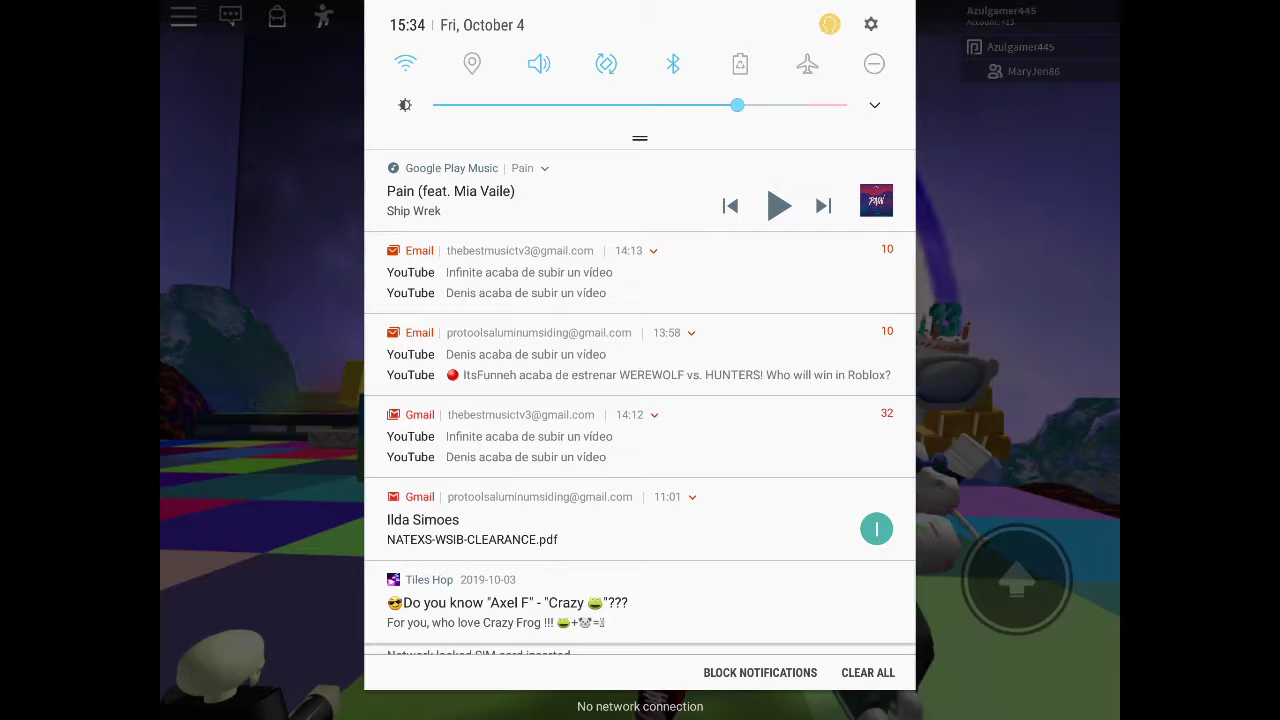 15:34 Fri, October 4
Azulgamer445
Account: <13
Azulgamer445
MaryJen86
Google Play Music Pain
Pain (feat. Mia Vaile)
Ship Wrek
PAIN
Email thebestmusictv3@gmail.com 14:13 10
YouTube Infinite acaba de subir un vídeo
YouTube Denis acaba de subir un vídeo
Email protoolsaluminumsiding@gmail.com 13:58 10
YouTube Denis acaba de subir un vídeo
YouTube 🔴 ItsFunneh acaba de estrenar WEREWOLF vs. HUNTERS! Who will win in Roblox?
Gmail thebestmusictv3@gmail.com 14:12 32
YouTube Infinite acaba de subir un vídeo
YouTube Denis acaba de subir un vídeo
Gmail protoolsaluminumsiding@gmail.com 11:01
Ilda Simoes
NATEXS-WSIB-CLEARANCE.pdf
I
Tiles Hop 2019-10-03
😎Do you know "Axel F" - "Crazy 🐸"???
For you, who love Crazy Frog !!! 🐸+🐼=
Network locked SIM card inserted
BLOCK NOTIFICATIONS CLEAR ALL
No network connection